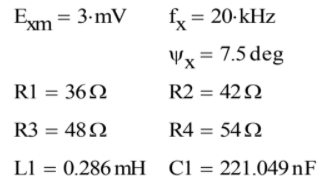 E_xm = 3·mV f_x = 20·kHz
ψ_x = 7.5 deg
R1 = 36 Ω R2 = 42 Ω
R3 = 48 Ω R4 = 54 Ω
L1 = 0.286 mH C1 = 221.049 nF